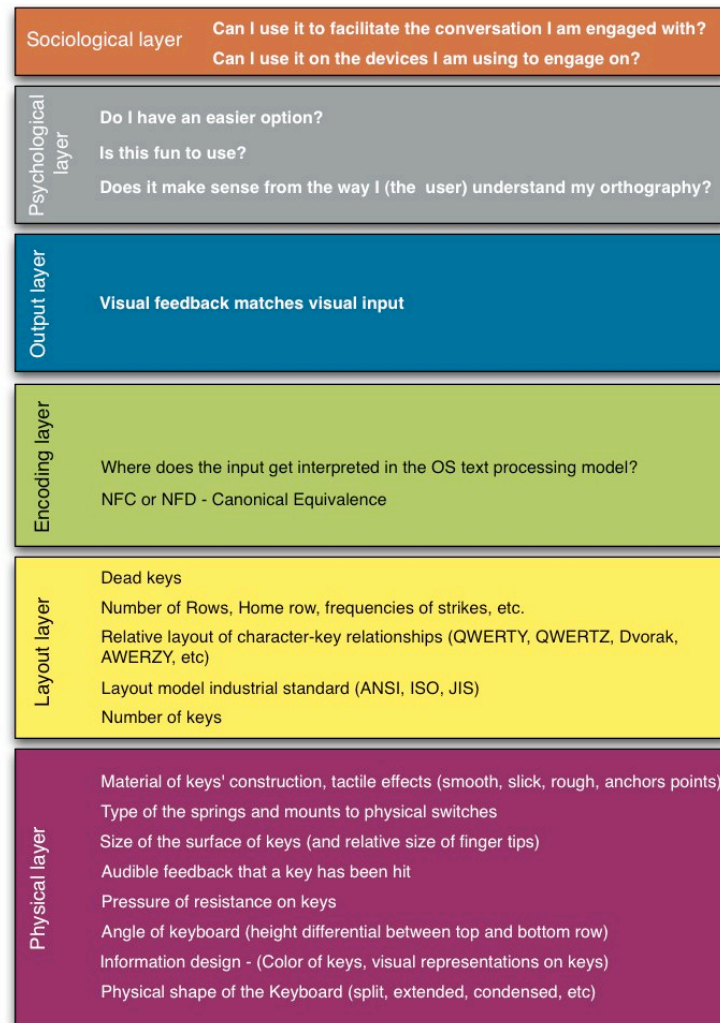 Sociological layer
Can I use it to facilitate the conversation I am engaged with?
Can I use it on the devices I am using to engage on?
Psychological
layer
Do I have an easier option?
Is this fun to use?
Does it make sense from the way I (the  user) understand my orthography?
Output layer
Visual feedback matches visual input
Encoding layer
Where does the input get interpreted in the OS text processing model?
NFC or NFD - Canonical Equivalence
Layout layer
Dead keys
Number of Rows, Home row, frequencies of strikes, etc.
Relative layout of character-key relationships (QWERTY, QWERTZ, Dvorak,
AWERZY, etc)
Layout model industrial standard (ANSI, ISO, JIS)
Number of keys
Physical layer
Material of keys' construction, tactile effects (smooth, slick, rough, anchors points)
Type of the springs and mounts to physical switches
Size of the surface of keys (and relative size of finger tips)
Audible feedback that a key has been hit
Pressure of resistance on keys
Angle of keyboard (height differential between top and bottom row)
Information design - (Color of keys, visual representations on keys)
Physical shape of the Keyboard (split, extended, condensed, etc)